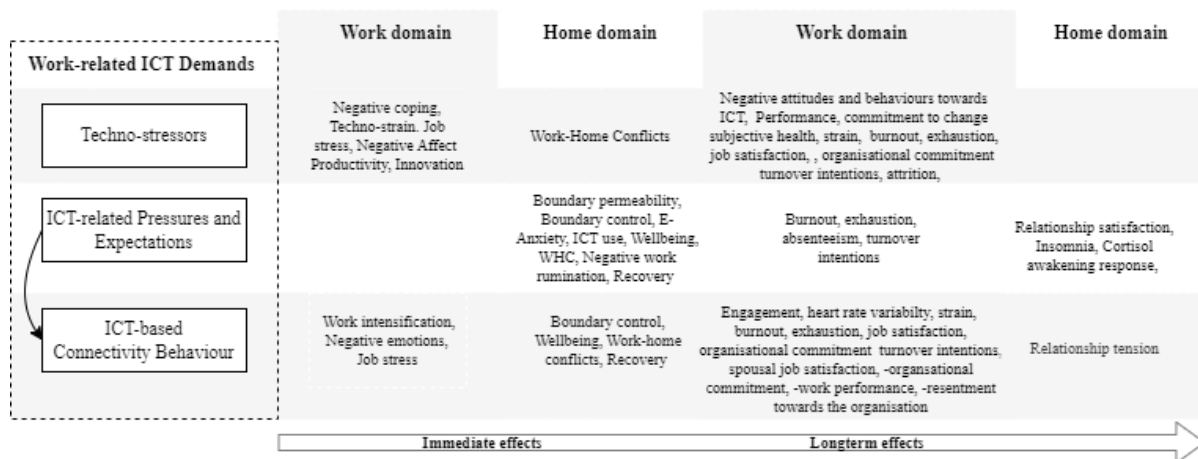 Work domain
Home domain
Work domain
Home domain
Work-related ICT Demands
Techno-stressors
Negative coping,
Techno-strain. Job
stress, Negative Affect
Productivity, Innovation
Work-Home Conflicts
Negative attitudes and behaviours towards
ICT, Performance, commitment to change
subjective health, strain, burnout, exhaustion,
job satisfaction, , organisational commitment
turnover intentions, attrition,
ICT-related Pressures and
Expectations
Boundary permeability,
Boundary control, E-
Anxiety, ICT use, Wellbeing,
WHC, Negative work
rumination, Recovery
Burnout, exhaustion,
absenteeism, turnover
intentions
Relationship satisfaction,
Insomnia, Cortisol
awakening response,
ICT-based
Connectivity Behaviour
Work intensification,
Negative emotions,
Job stress
Boundary control,
Wellbeing, Work-home
conflicts, Recovery
Engagement, heart rate variabilty, strain,
burnout, exhaustion, job satisfaction,
organisational commitment turnover intentions,
spousal job satisfaction, -organsational
commitment, -work performance, -resentment
towards the organisation
Relationship tension
Immediate effects
Longterm effects